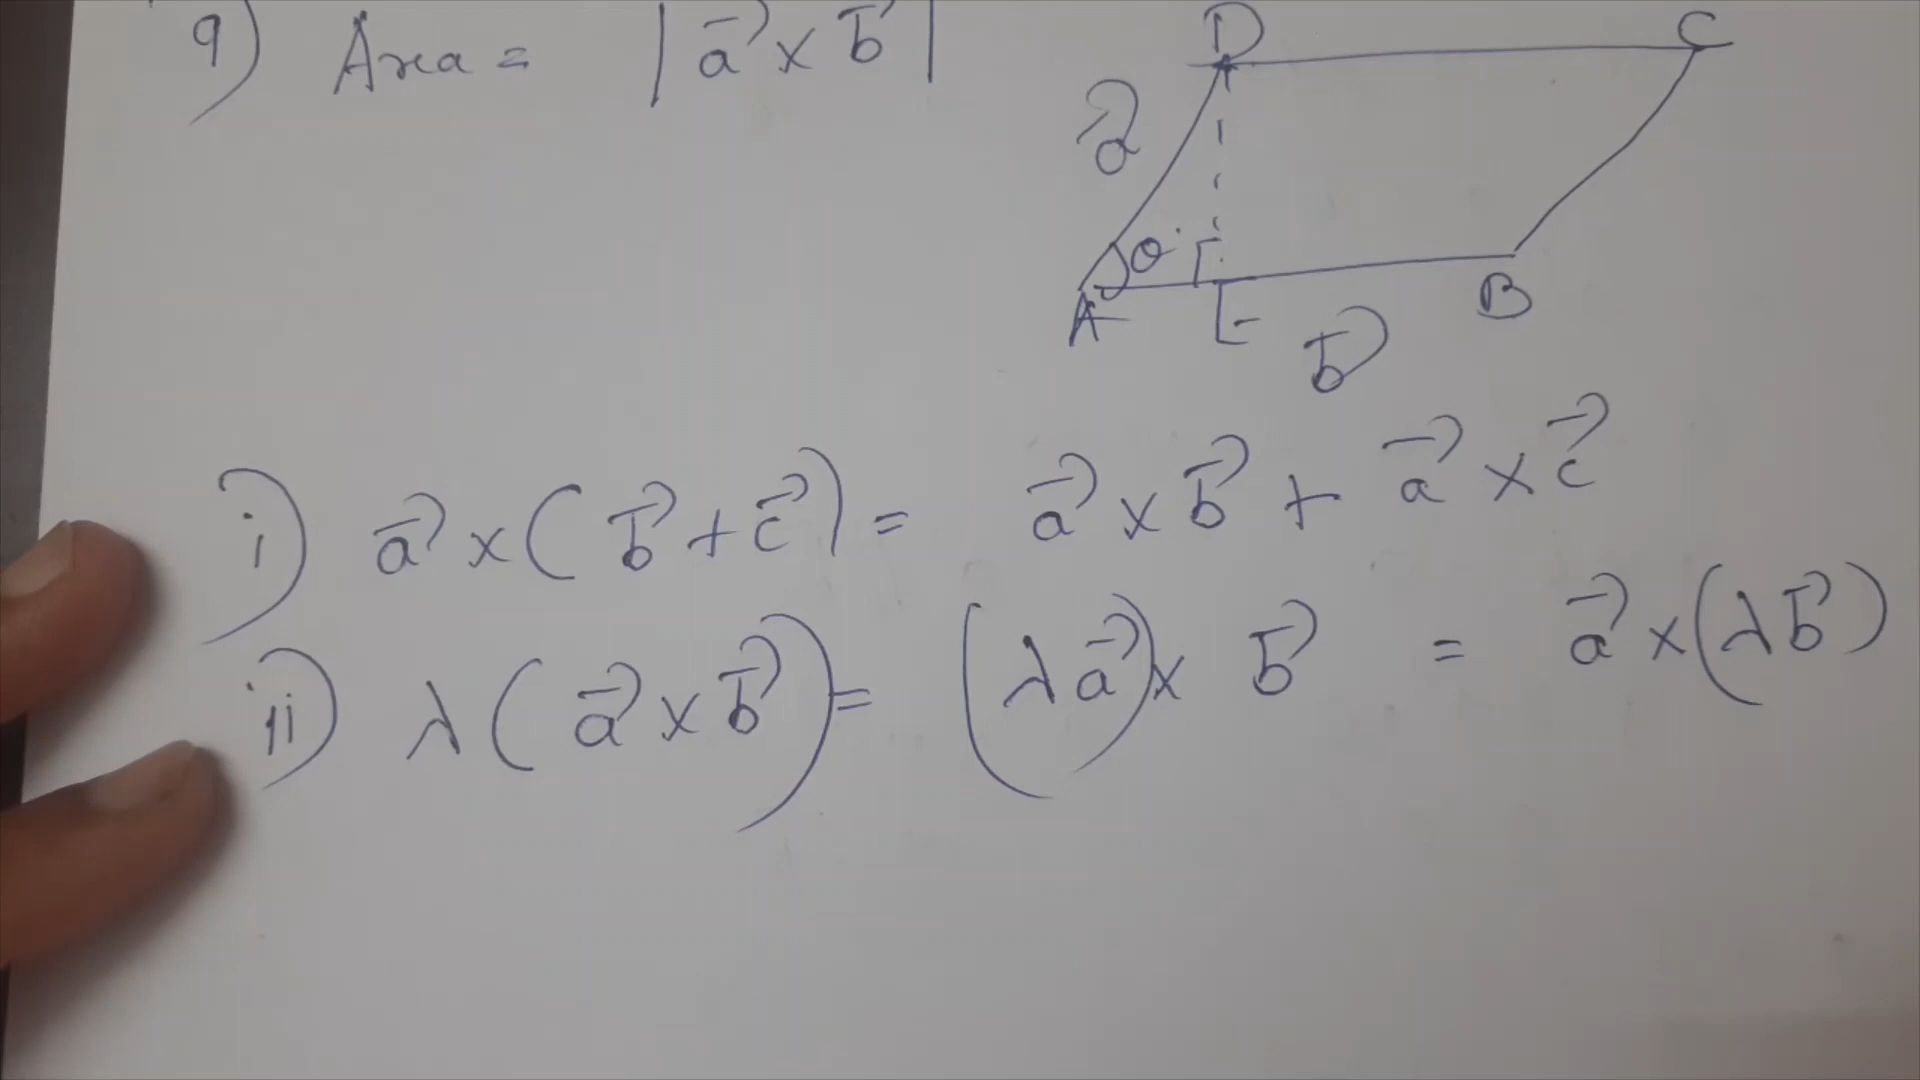 9) Area = |a⃗ × b⃗|
D C
a⃗
θ
A E B
b⃗
i) a⃗ × (b⃗ + c⃗) = a⃗ × b⃗ + a⃗ × c⃗
ii) λ(a⃗ × b⃗) = (λa⃗) × b⃗ = a⃗ × (λb⃗)